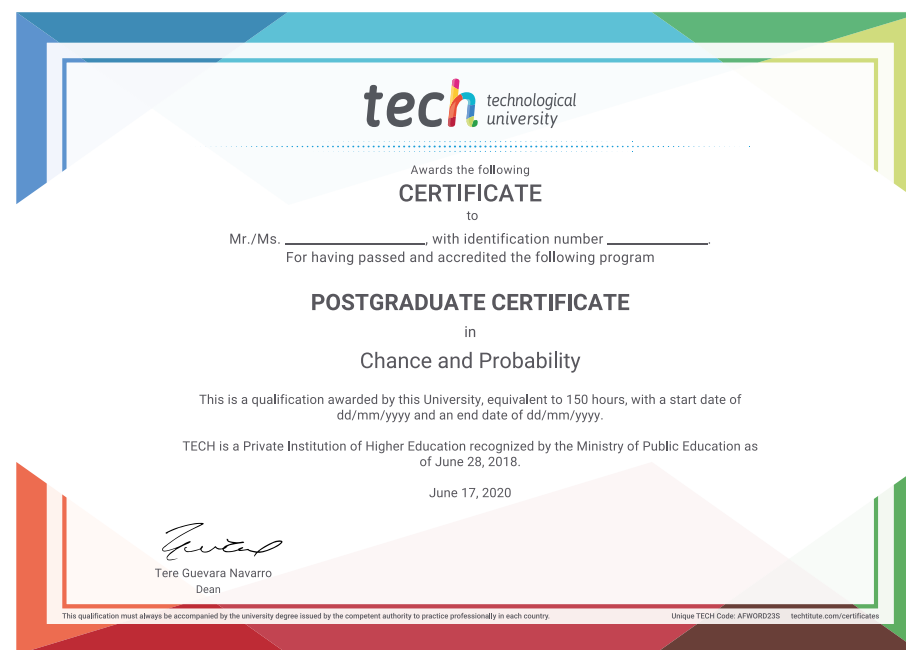 tech technological
university
Awards the following
CERTIFICATE
to
Mr./Ms. ____________________, with identification number ______________.
For having passed and accredited the following program
POSTGRADUATE CERTIFICATE
in
Chance and Probability
This is a qualification awarded by this University, equivalent to 150 hours, with a start date of
dd/mm/yyyy and an end date of dd/mm/yyyy.
TECH is a Private Institution of Higher Education recognized by the Ministry of Public Education as
of June 28, 2018.
June 17, 2020
Tere Guevara Navarro
Dean
This qualification must always be accompanied by the university degree issued by the competent authority to practice professionally in each country. Unique TECH Code: AFWORD23S techtitute.com/certificates